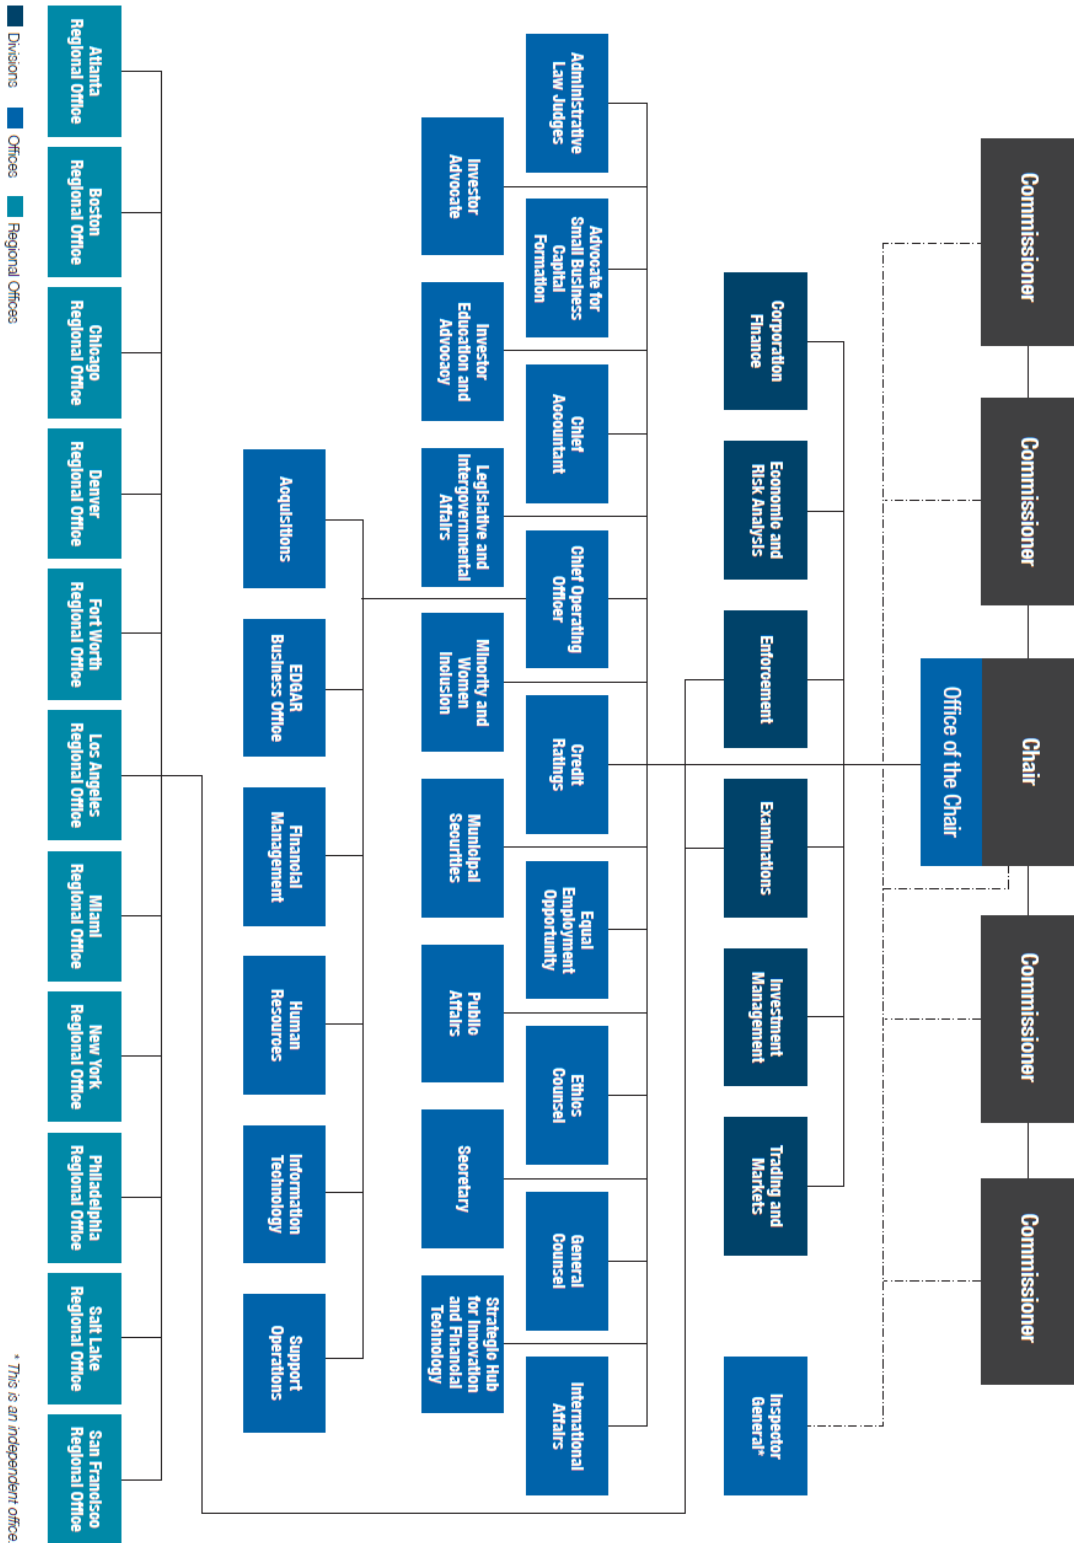 Commissioner
Commissioner
Chair
Office of the Chair
Commissioner
Commissioner
Corporation
Finance
Economic and
Risk Analysis
Enforcement
Examinations
Investment
Management
Trading and
Markets
Inspector
General*
Administrative
Law Judges
Advocate for
Small Business
Capital
Formation
Chief
Accountant
Chief Operating
Officer
Credit
Ratings
Equal
Employment
Opportunity
Ethics
Counsel
General
Counsel
International
Affairs
Investor
Advocate
Investor
Education and
Advocacy
Legislative and
Intergovernmental
Affairs
Minority and
Women
Inclusion
Municipal
Securities
Public
Affairs
Secretary
Strategic Hub
for Innovation
and Financial
Technology
Acquisitions
EDGAR
Business Office
Financial
Management
Human
Resources
Information
Technology
Support
Operations
Atlanta
Regional Office
Boston
Regional Office
Chicago
Regional Office
Denver
Regional Office
Fort Worth
Regional Office
Los Angeles
Regional Office
Miami
Regional Office
New York
Regional Office
Philadelphia
Regional Office
Salt Lake
Regional Office
San Francisco
Regional Office
Divisions
Offices
Regional Offices
* This is an independent office.